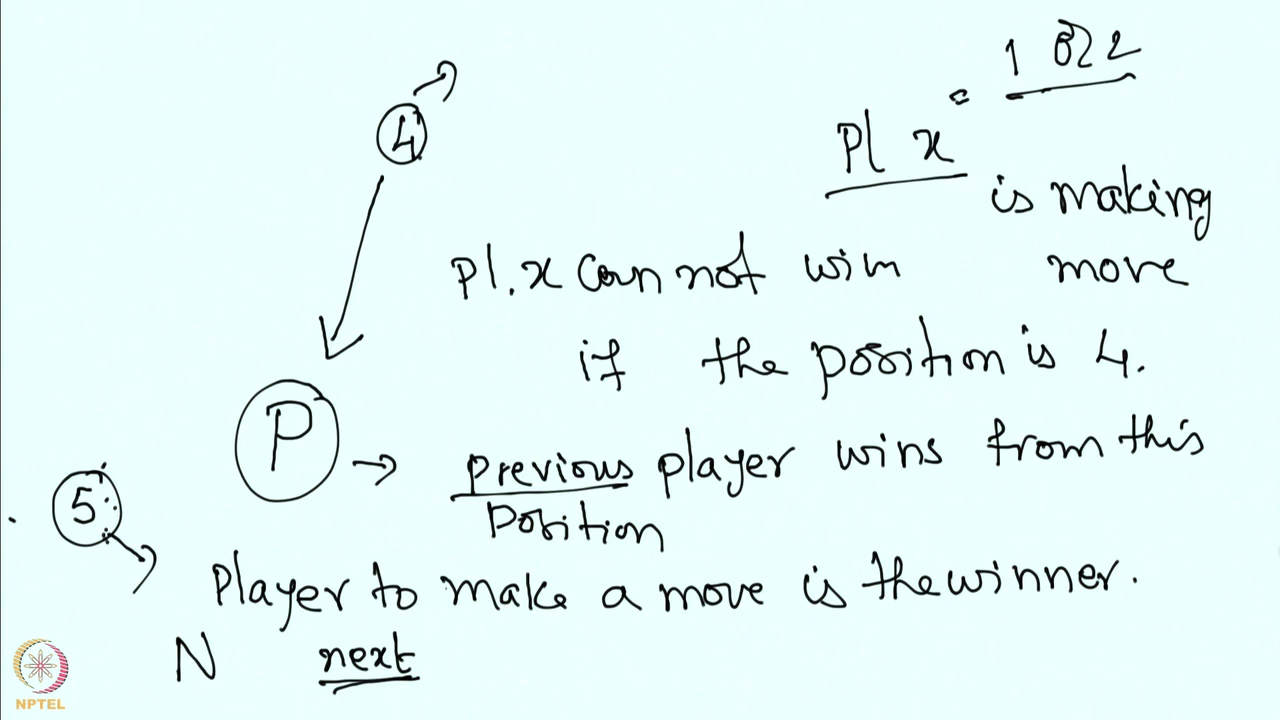 4
1 or 2
Pl x
is making
move
Pl. x can not win
if the position is 4.
P → previous player wins from this
position
5
Player to make a move is the winner.
N next
NPTEL